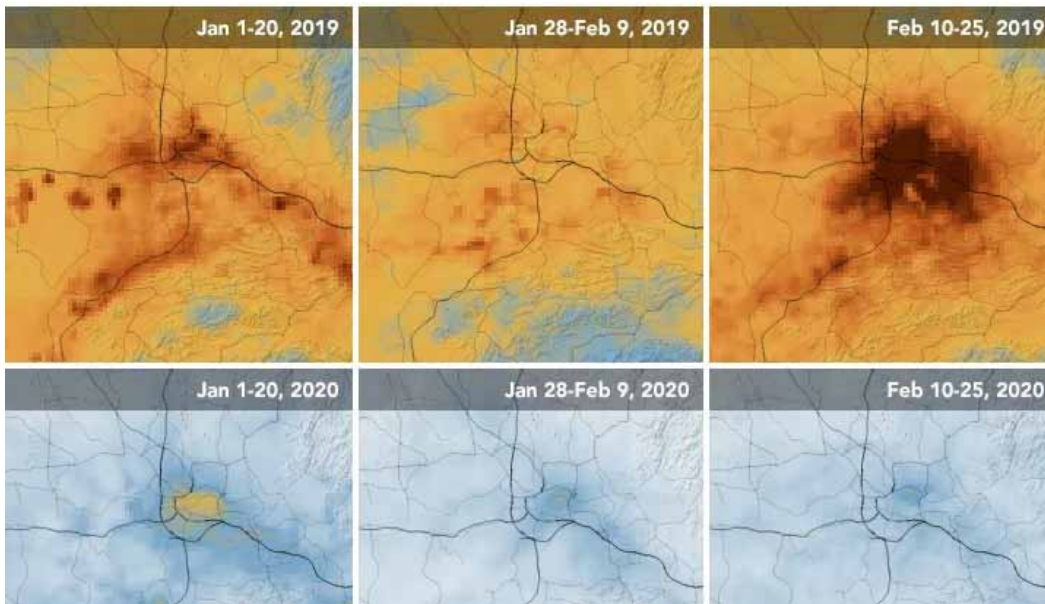 Jan 1-20, 2019
Jan 28-Feb 9, 2019
Feb 10-25, 2019
Jan 1-20, 2020
Jan 28-Feb 9, 2020
Feb 10-25, 2020